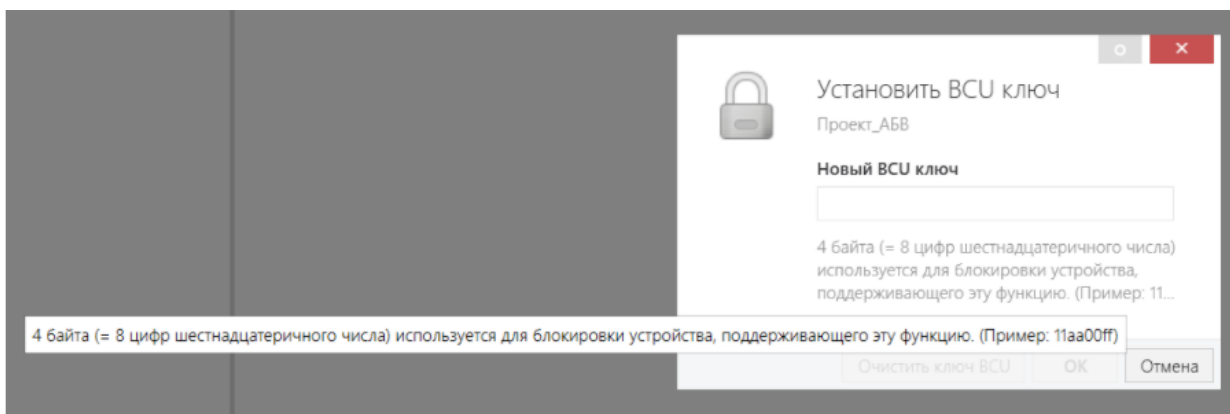 Установить BCU ключ
Проект_АБВ
Новый BCU ключ
4 байта (= 8 цифр шестнадцатеричного числа)
используется для блокировки устройства,
поддерживающего эту функцию. (Пример: 11...
4 байта (= 8 цифр шестнадцатеричного числа) используется для блокировки устройства, поддерживающего эту функцию. (Пример: 11aa00ff)
Очистить ключ BCU OK Отмена